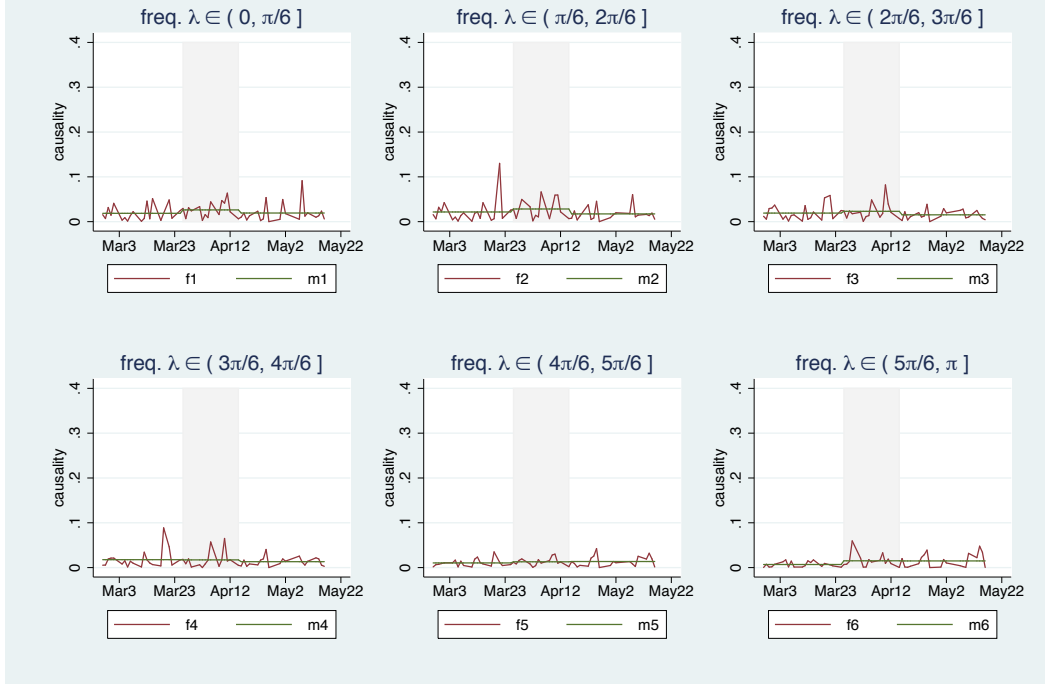 freq. λ ∈ ( 0, π/6 ]
freq. λ ∈ ( π/6, 2π/6 ]
freq. λ ∈ ( 2π/6, 3π/6 ]
causality
.4
.3
.2
.1
0
Mar3 Mar23 Apr12 May2 May22
f1 m1
causality
.4
.3
.2
.1
0
Mar3 Mar23 Apr12 May2 May22
f2 m2
causality
.4
.3
.2
.1
0
Mar3 Mar23 Apr12 May2 May22
f3 m3
freq. λ ∈ ( 3π/6, 4π/6 ]
freq. λ ∈ ( 4π/6, 5π/6 ]
freq. λ ∈ ( 5π/6, π ]
causality
.4
.3
.2
.1
0
Mar3 Mar23 Apr12 May2 May22
f4 m4
causality
.4
.3
.2
.1
0
Mar3 Mar23 Apr12 May2 May22
f5 m5
causality
.4
.3
.2
.1
0
Mar3 Mar23 Apr12 May2 May22
f6 m6